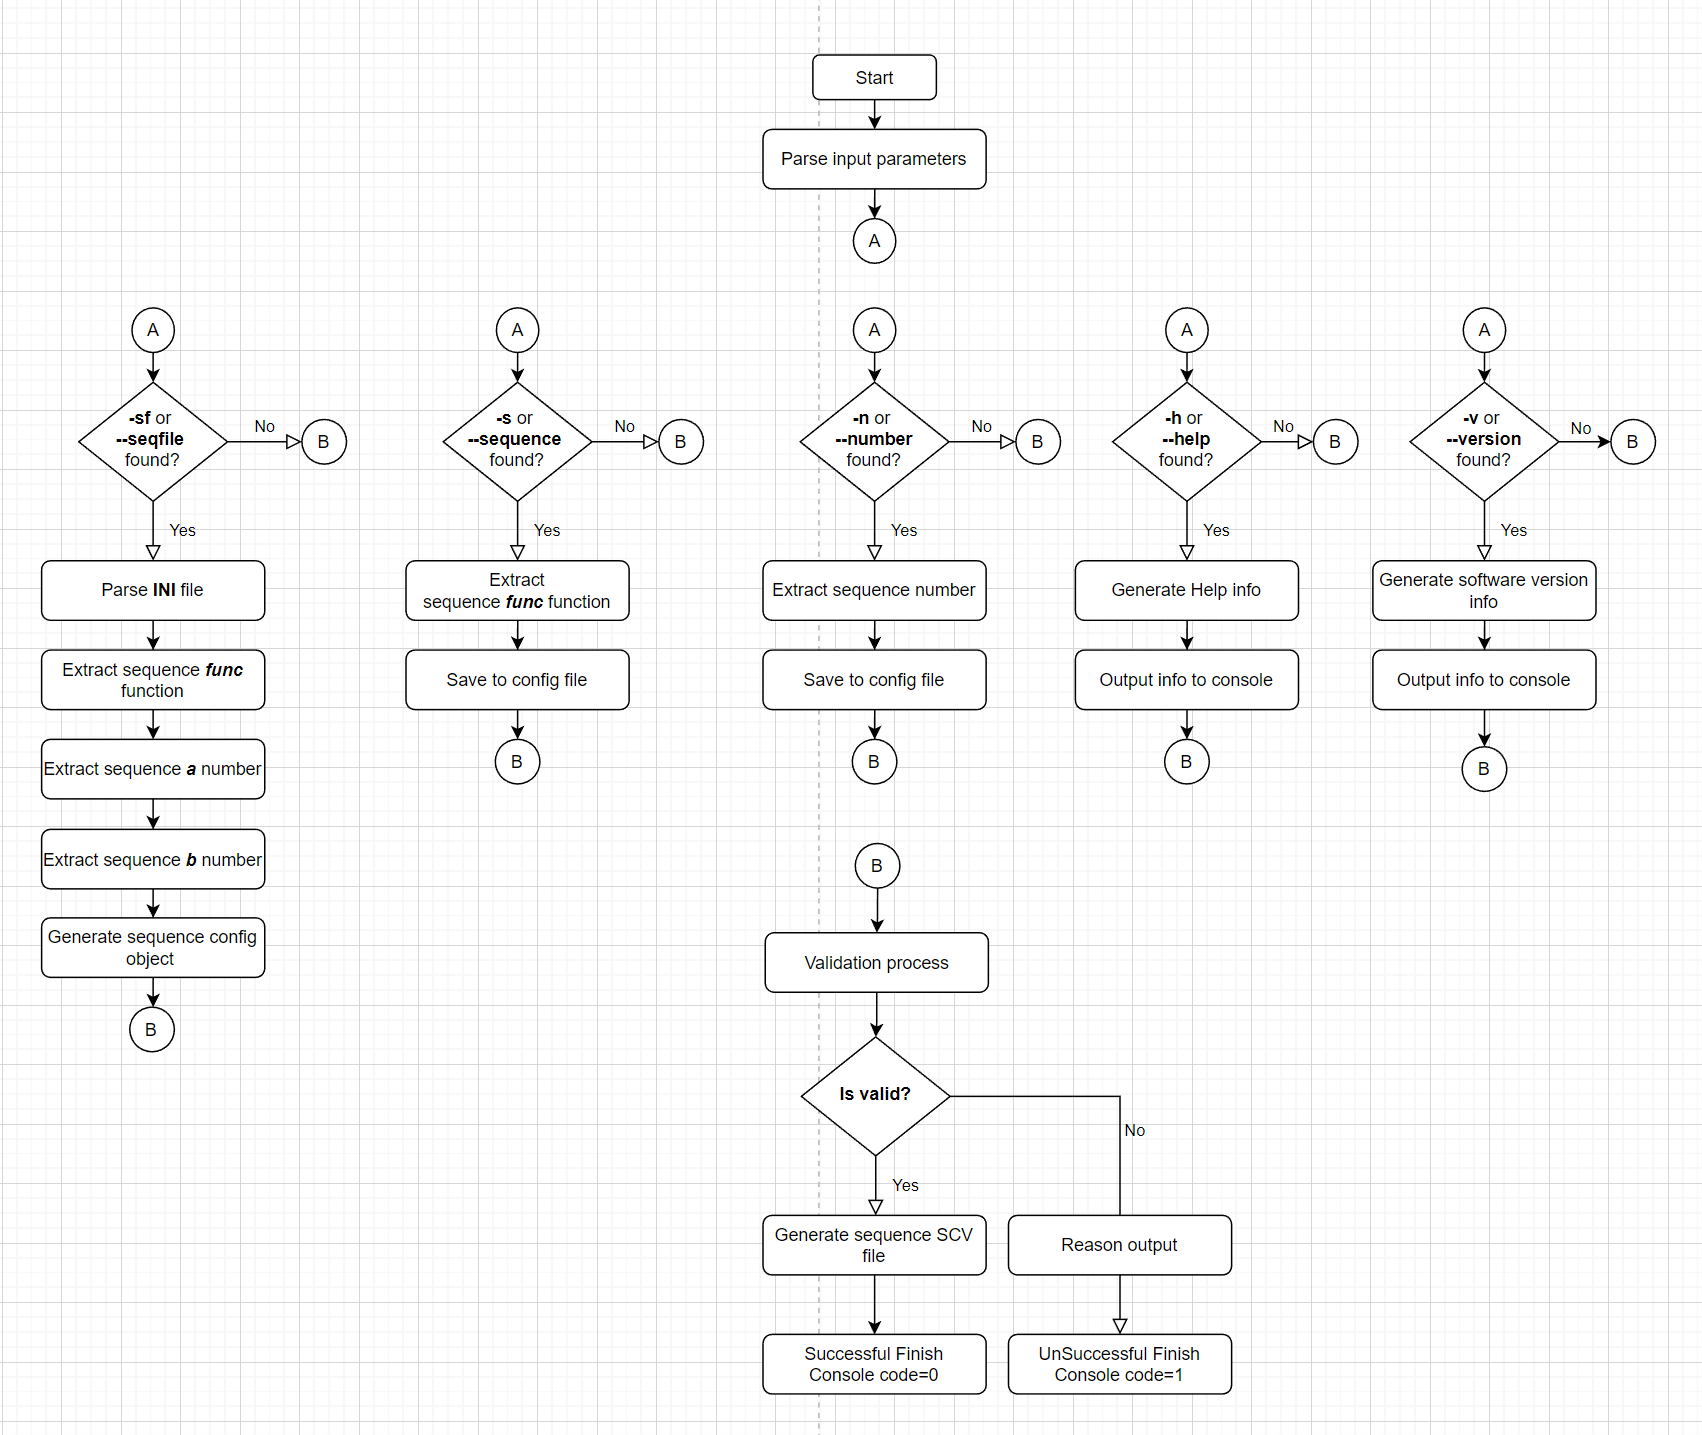 Start
Parse input parameters
A
A
A
A
A
A
-sf or
--seqfile
found?
No
B
Yes
-s or
--sequence
found?
No
B
Yes
-n or
--number
found?
No
B
Yes
-h or
--help
found?
No
B
Yes
-v or
--version
found?
No
B
Yes
Parse INI file
Extract sequence func
function
Extract sequence a number
Extract sequence b number
Generate sequence config
object
B
Extract
sequence func function
Save to config file
B
Extract sequence number
Save to config file
B
Generate Help info
Output info to console
B
Generate software version
info
Output info to console
B
B
Validation process
Is valid?
No
Yes
Generate sequence SCV
file
Reason output
Successful Finish
Console code=0
UnSuccessful Finish
Console code=1